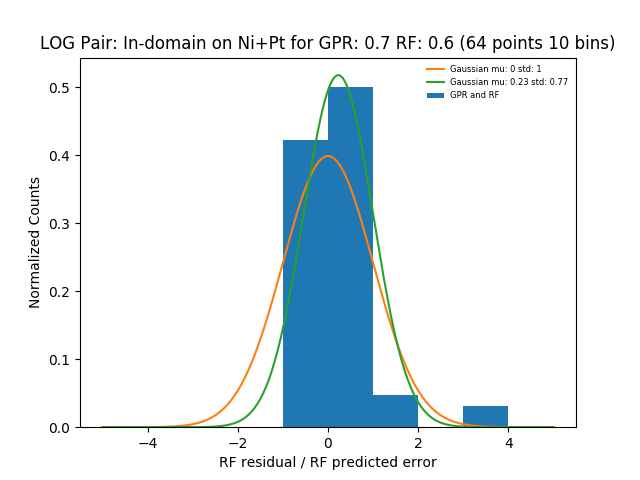 LOG Pair: In-domain on Ni+Pt for GPR: 0.7 RF: 0.6 (64 points 10 bins)
Gaussian mu: 0 std: 1
Gaussian mu: 0.23 std: 0.77
GPR and RF
Normalized Counts
0.5
0.4
0.3
0.2
0.1
0.0
−4
−2
0
2
4
RF residual / RF predicted error